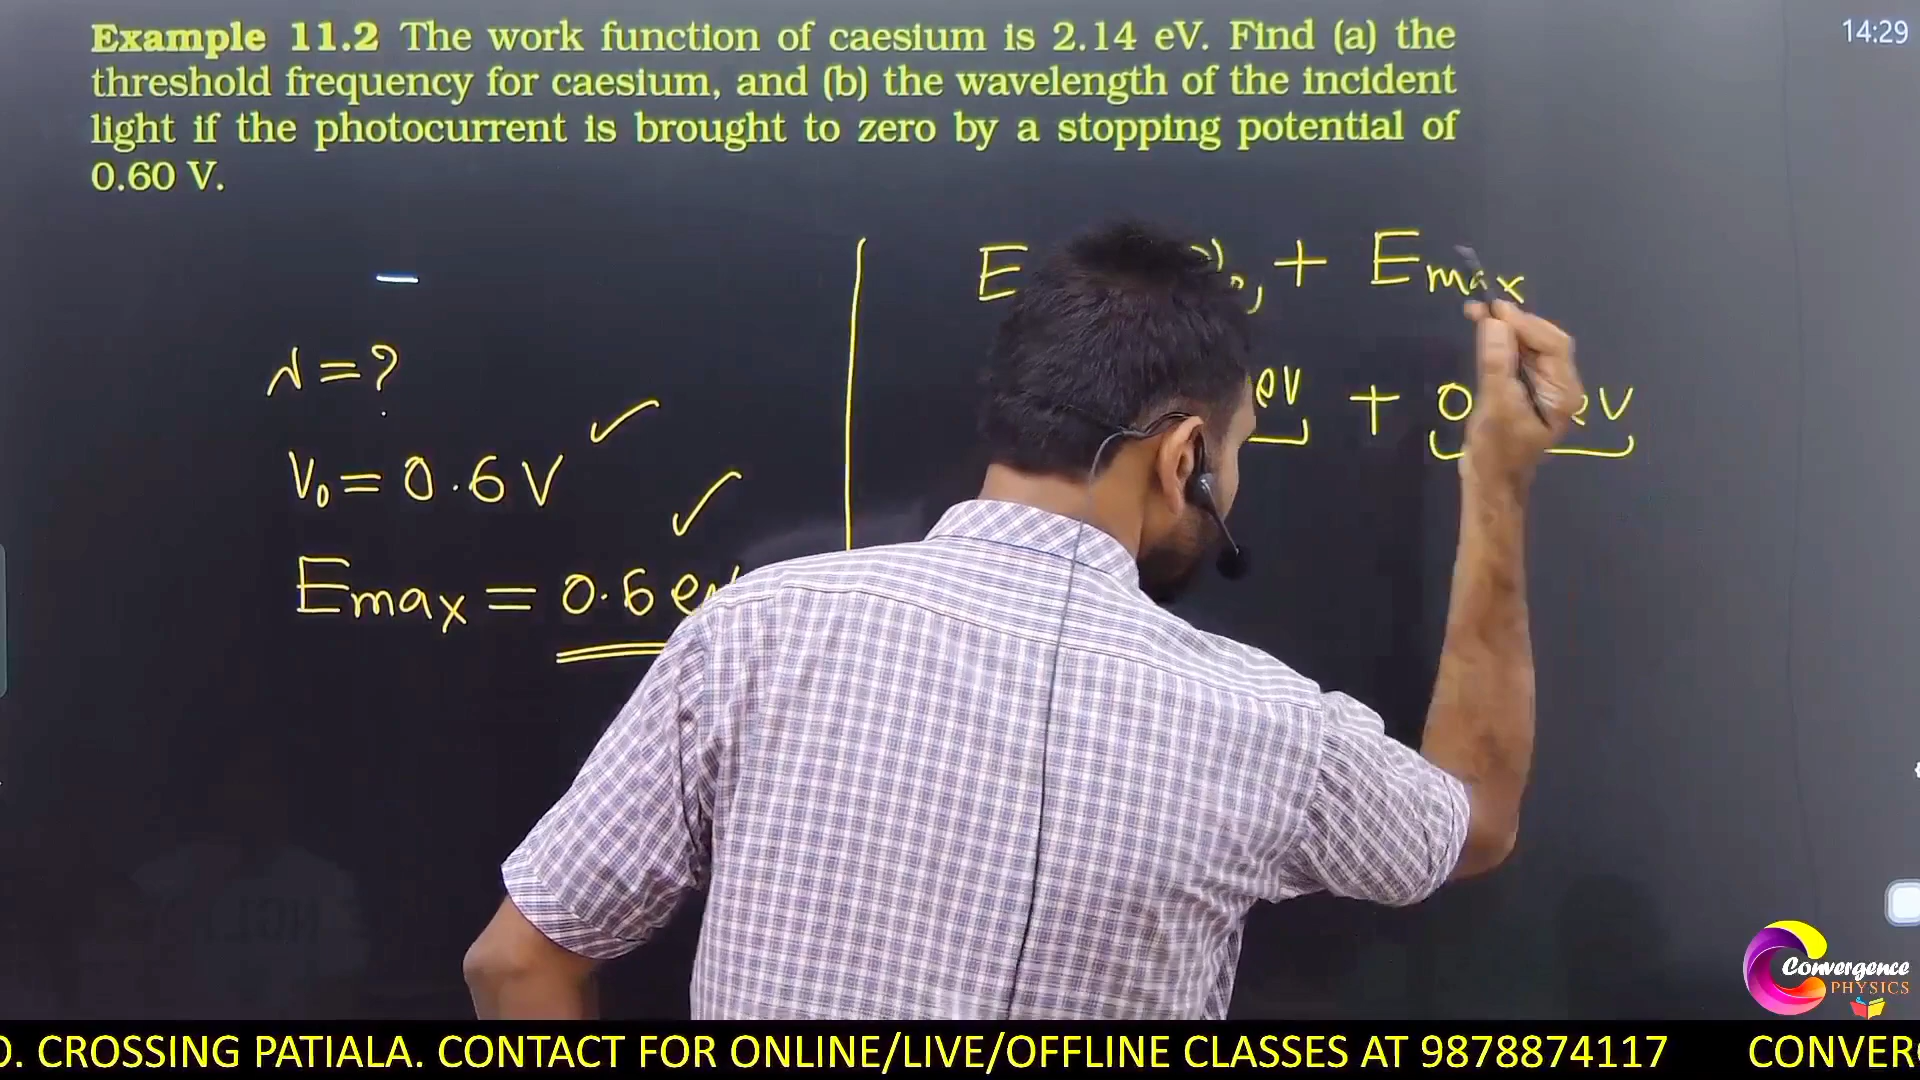 Example 11.2 The work function of caesium is 2.14 eV. Find (a) the
threshold frequency for caesium, and (b) the wavelength of the incident
light if the photocurrent is brought to zero by a stopping potential of
0.60 V.
14:29
λ = ?
V₀ = 0.6 V
Emax = 0.6
E + Emax
eV + 0 eV
Convergence
PHYSICS
CROSSING PATIALA. CONTACT FOR ONLINE/LIVE/OFFLINE CLASSES AT 9878874117